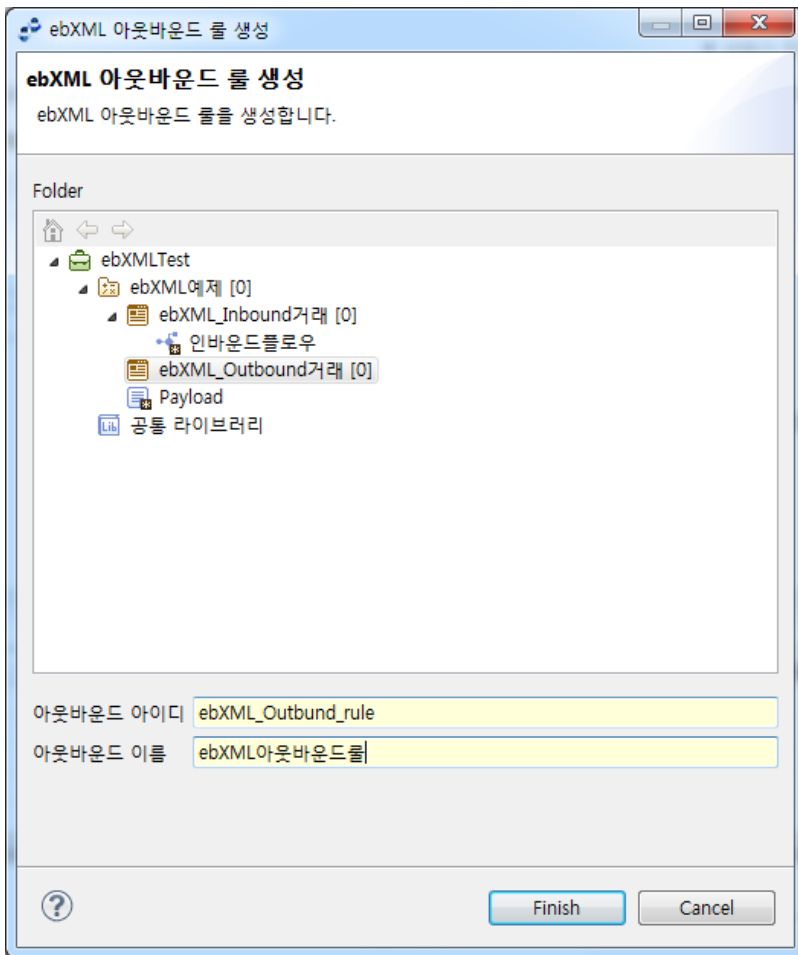 ebXML 아웃바운드 룰 생성
ebXML 아웃바운드 룰 생성
ebXML 아웃바운드 룰을 생성합니다.
Folder
ebXMLTest
ebXML예제 [0]
ebXML_Inbound거래 [0]
인바운드플로우
ebXML_Outbound거래 [0]
Payload
Lib 공통 라이브러리
아웃바운드 아이디 ebXML_Outbund_rule
아웃바운드 이름 ebXML아웃바운드룰
? Finish Cancel